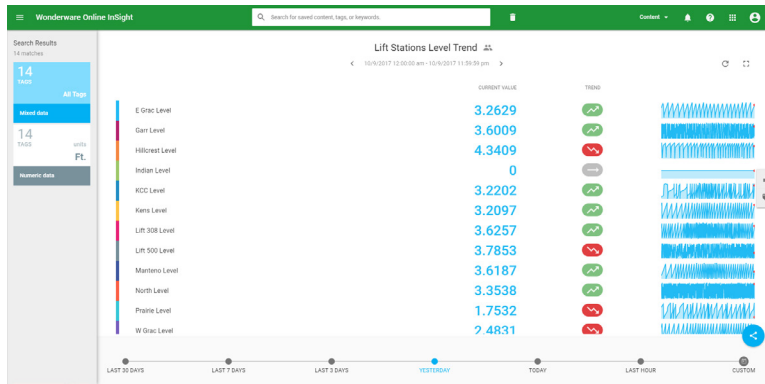 Wonderware Online InSight
Search for saved content, tags, or keywords.
Content
Search Results
14 matches
14
TAGS
All Tags
Mixed data
14
TAGS units
Ft.
Numeric data
Lift Stations Level Trend
10/9/2017 12:00:00 am - 10/9/2017 11:59:59 pm
CURRENT VALUE TREND
E Grac Level 3.2629
Garr Level 3.6009
Hillcrest Level 4.3409
Indian Level 0
KCC Level 3.2202
Kens Level 3.2097
Lift 308 Level 3.6257
Lift 500 Level 3.7853
Manteno Level 3.6187
North Level 3.3538
Prairie Level 1.7532
W Grac Level 2.4831
LAST 30 DAYS LAST 7 DAYS LAST 3 DAYS YESTERDAY TODAY LAST HOUR CUSTOM